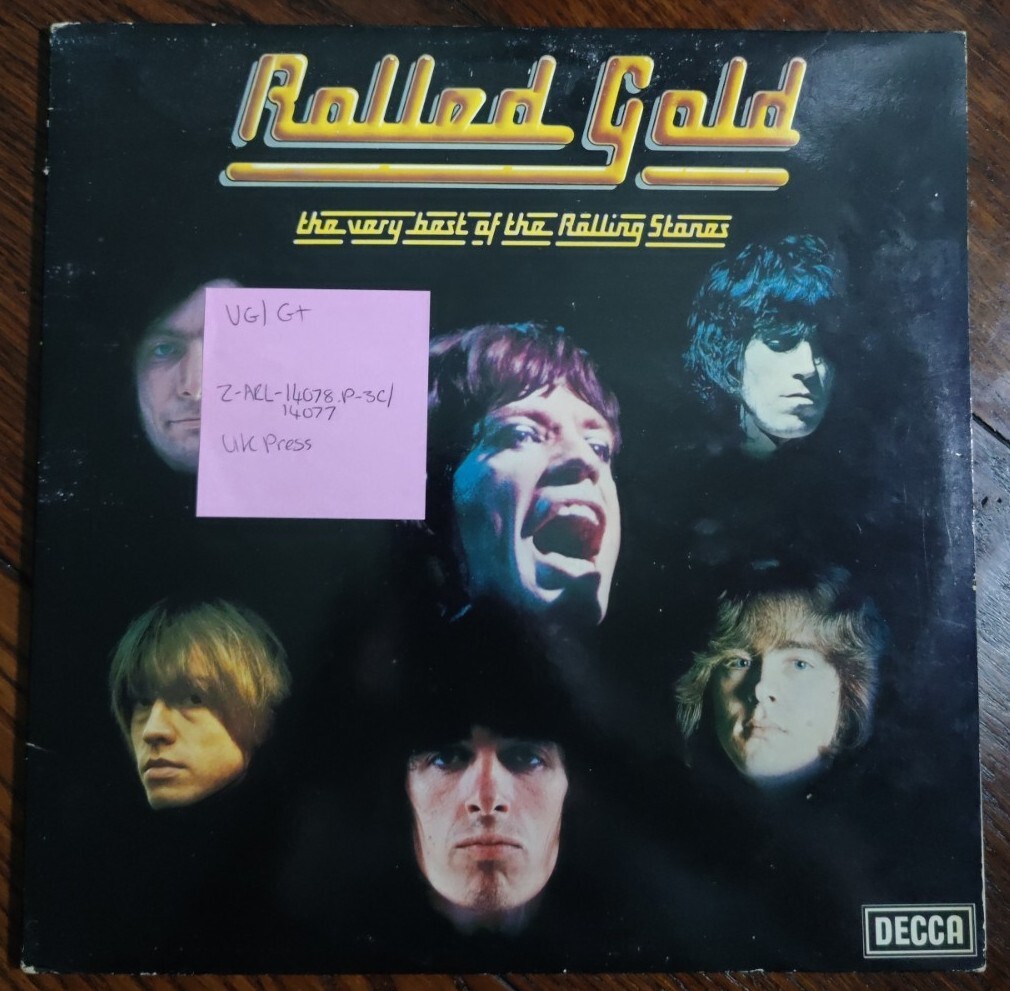 Rolled Gold
the very best of the Rolling Stones
VG/ G+
Z-ARL-14078.P-3C/
14077
UK Press
DECCA